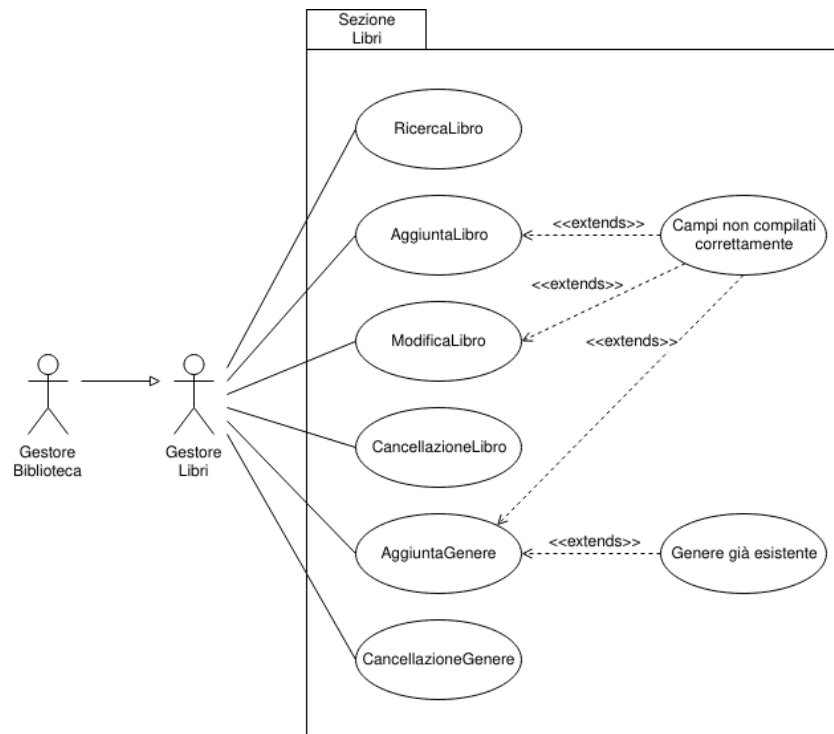 Sezione
Libri
RicercaLibro
AggiuntaLibro
<<extends>>
Campi non compilati
correttamente
<<extends>>
ModificaLibro
<<extends>>
Gestore
Biblioteca
Gestore
Libri
CancellazioneLibro
AggiuntaGenere
<<extends>>
Genere già esistente
CancellazioneGenere